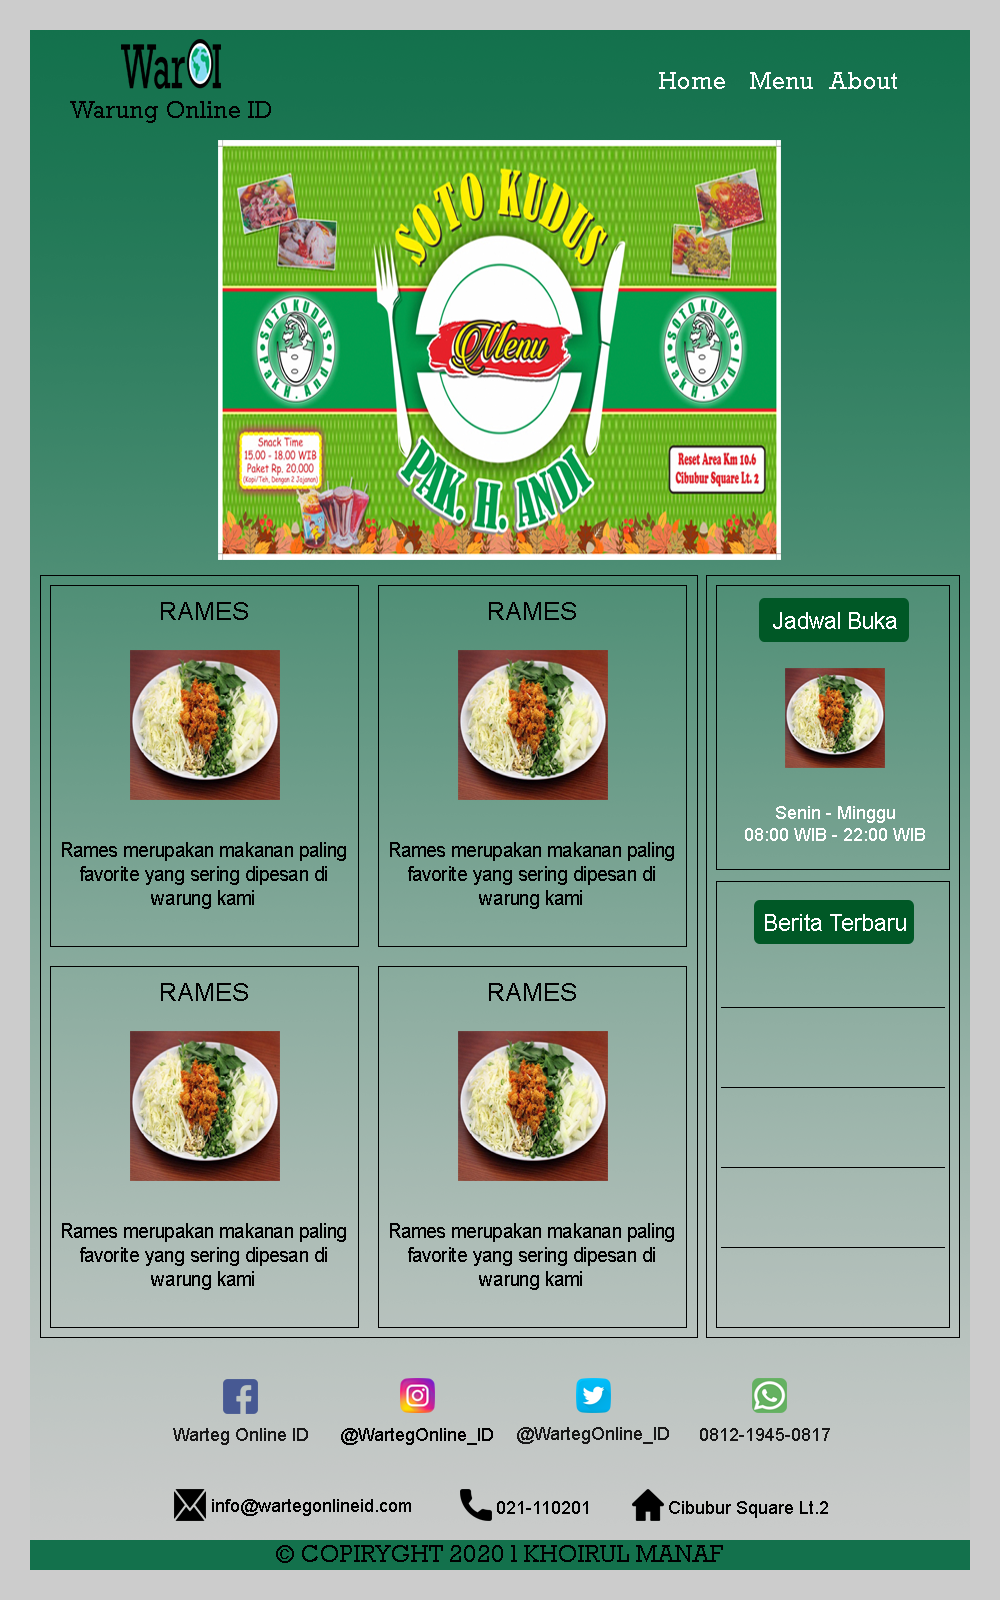 WarOI
Warung Online ID
Home Menu About
SOTO KUDUS
SOTO KUDUS
PAK H. ANDI
Menu
SOTO KUDUS
PAK H. ANDI
Snack Time
15.00 - 18.00 WIB
Paket Rp. 20.000
(Kopi/Teh, Dengan 2 Jajanan)
PAK. H. ANDI
Reset Area Km 10.6
Cibubur Square Lt. 2
RAMES
Rames merupakan makanan paling
favorite yang sering dipesan di
warung kami
RAMES
Rames merupakan makanan paling
favorite yang sering dipesan di
warung kami
RAMES
Rames merupakan makanan paling
favorite yang sering dipesan di
warung kami
RAMES
Rames merupakan makanan paling
favorite yang sering dipesan di
warung kami
Jadwal Buka
Senin - Minggu
08:00 WIB - 22:00 WIB
Berita Terbaru
Warteg Online ID
@WartegOnline_ID
@WartegOnline_ID
0812-1945-0817
info@wartegonlineid.com
021-110201
Cibubur Square Lt.2
© COPIRYGHT 2020 l KHOIRUL MANAF